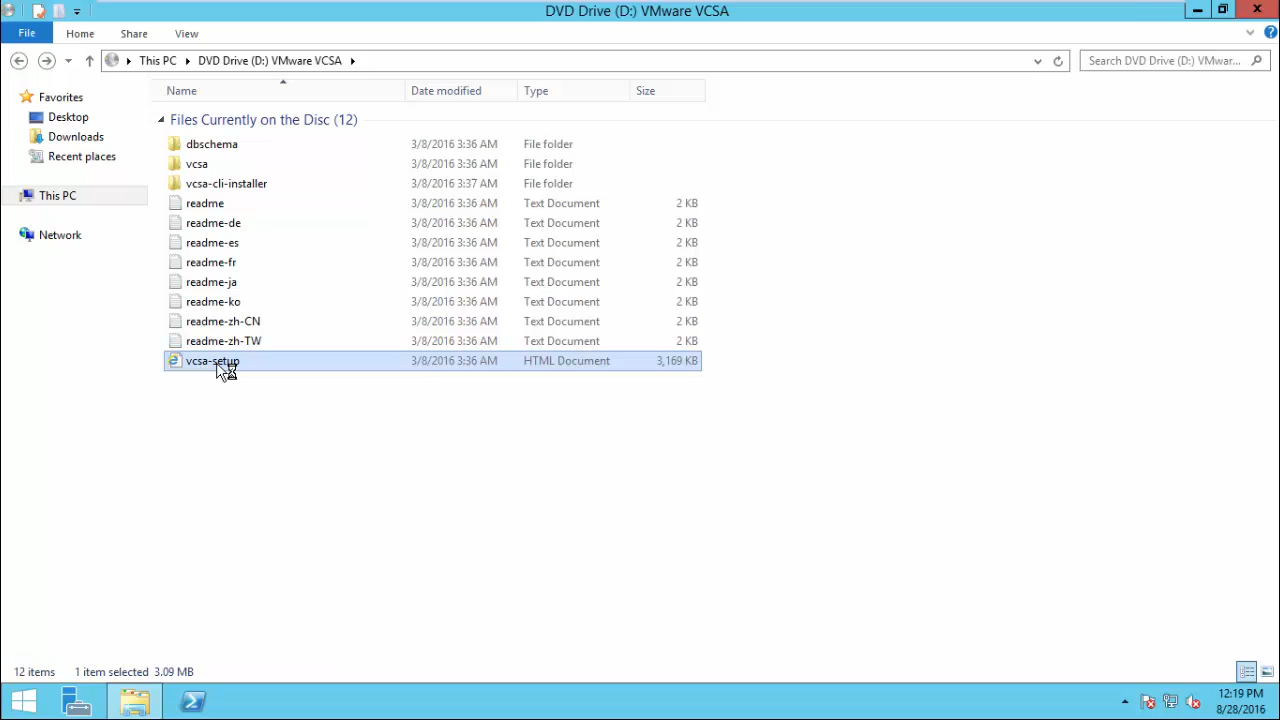 DVD Drive (D:) VMware VCSA
File Home Share View
This PC DVD Drive (D:) VMware VCSA Search DVD Drive (D:) VMwar...
Favorites
Desktop
Downloads
Recent places
This PC
Network
Name Date modified Type Size
Files Currently on the Disc (12)
dbschema 3/8/2016 3:36 AM File folder
vcsa 3/8/2016 3:36 AM File folder
vcsa-cli-installer 3/8/2016 3:37 AM File folder
readme 3/8/2016 3:36 AM Text Document 2 KB
readme-de 3/8/2016 3:36 AM Text Document 2 KB
readme-es 3/8/2016 3:36 AM Text Document 2 KB
readme-fr 3/8/2016 3:36 AM Text Document 2 KB
readme-ja 3/8/2016 3:36 AM Text Document 2 KB
readme-ko 3/8/2016 3:36 AM Text Document 2 KB
readme-zh-CN 3/8/2016 3:36 AM Text Document 2 KB
readme-zh-TW 3/8/2016 3:36 AM Text Document 2 KB
vcsa-setup 3/8/2016 3:36 AM HTML Document 3,169 KB
12 items 1 item selected 3.09 MB
12:19 PM
8/28/2016